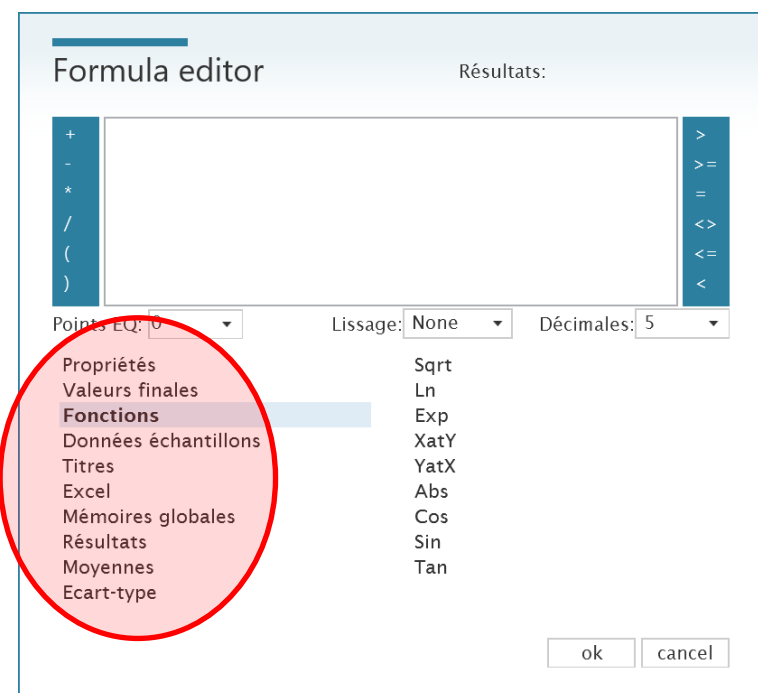 Formula editor
Résultats:
+
-
*
/
(
)
>
>=
=
<>
<=
<
Points EQ: 0
Lissage: None
Décimales: 5
Propriétés
Valeurs finales
Fonctions
Données échantillons
Titres
Excel
Mémoires globales
Résultats
Moyennes
Ecart-type
Sqrt
Ln
Exp
XatY
YatX
Abs
Cos
Sin
Tan
ok
cancel